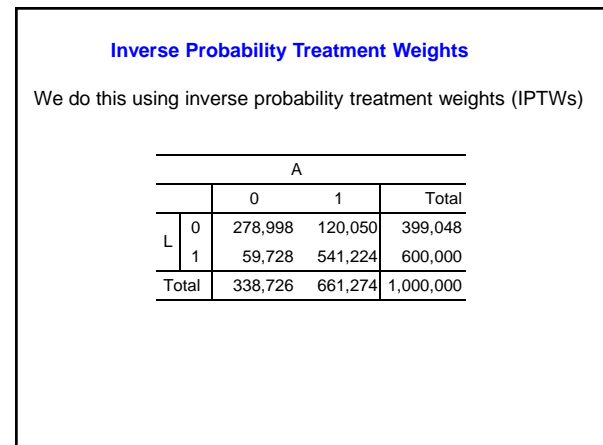 Inverse Probability Treatment Weights
We do this using inverse probability treatment weights (IPTWs)
A
0 1 Total
L 0 278,998 120,050 399,048
1 59,728 541,224 600,000
Total 338,726 661,274 1,000,000